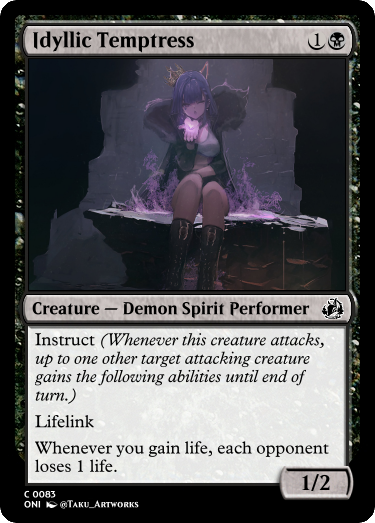 Idyllic Temptress
1
Creature — Demon Spirit Performer
Instruct (Whenever this creature attacks,
up to one other target attacking creature
gains the following abilities until end of
turn.)
Lifelink
Whenever you gain life, each opponent
loses 1 life.
1/2
C 0083
ONI @Taku_Artworks